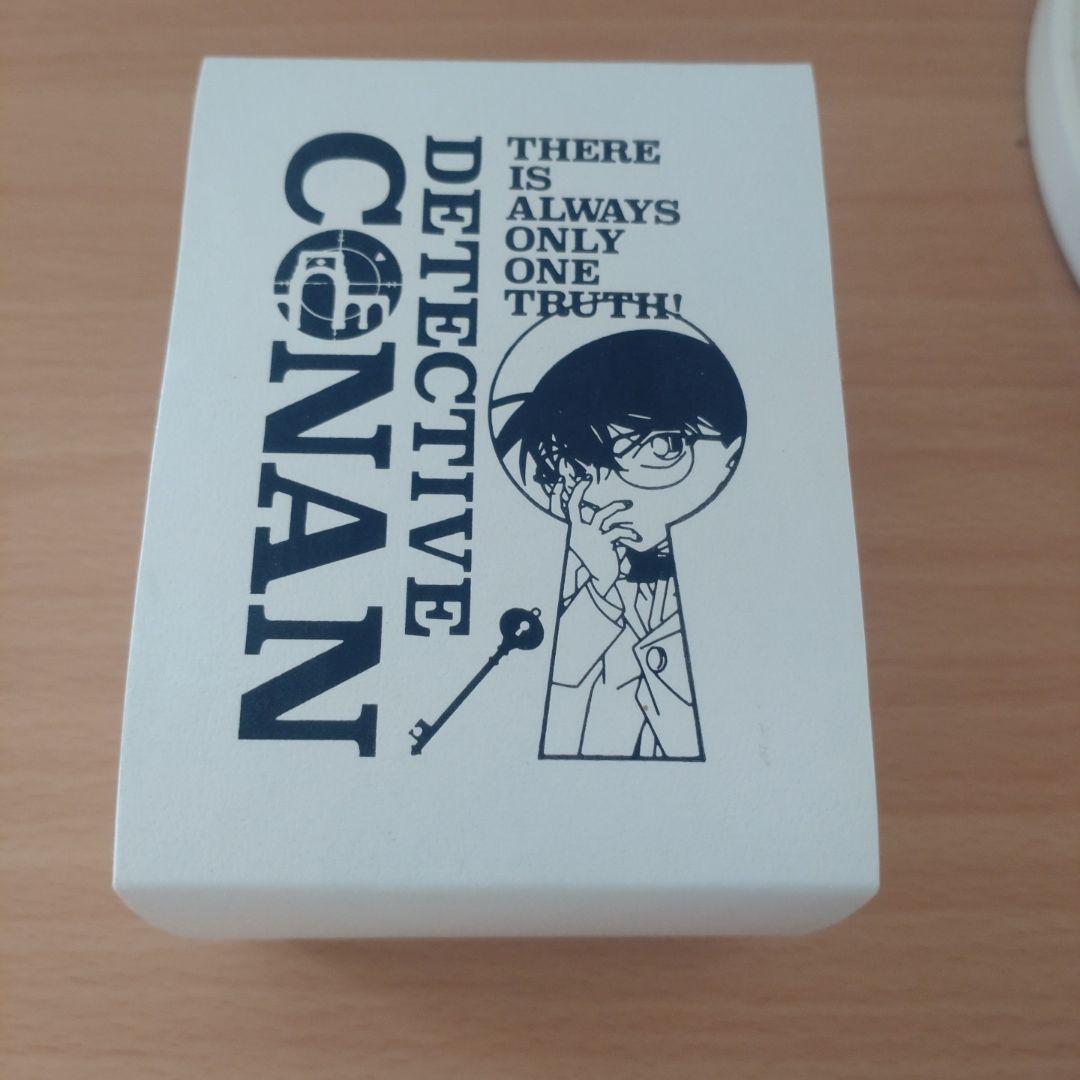 DETECTIVE
CONAN
THERE
IS
ALWAYS
ONLY
ONE
TRUTH!